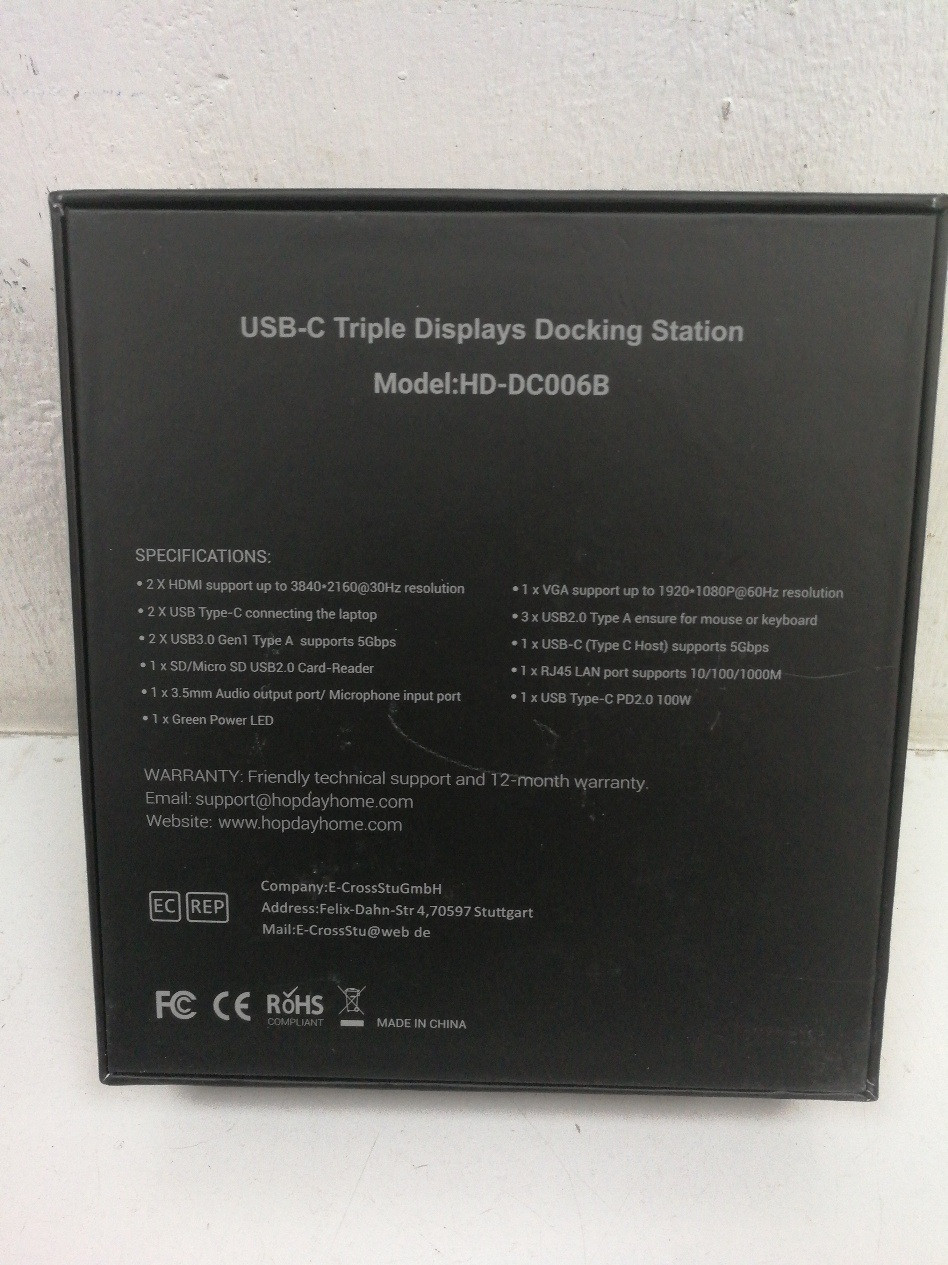 USB-C Triple Displays Docking Station
Model:HD-DC006B
SPECIFICATIONS:
• 2 X HDMI support up to 3840*2160@30Hz resolution
• 2 X USB Type-C connecting the laptop
• 2 X USB3.0 Gen1 Type A supports 5Gbps
• 1 x SD/Micro SD USB2.0 Card-Reader
• 1 x 3.5mm Audio output port/ Microphone input port
• 1 x Green Power LED
• 1 x VGA support up to 1920*1080P@60Hz resolution
• 3 x USB2.0 Type A ensure for mouse or keyboard
• 1 x USB-C (Type C Host) supports 5Gbps
• 1 x RJ45 LAN port supports 10/100/1000M
• 1 x USB Type-C PD2.0 100W
WARRANTY: Friendly technical support and 12-month warranty.
Email: support@hopdayhome.com
Website: www.hopdayhome.com
EC REP
Company:E-CrossStuGmbH
Address:Felix-Dahn-Str 4,70597 Stuttgart
Mail:E-CrossStu@web de
FC CE RoHS
COMPLIANT
MADE IN CHINA